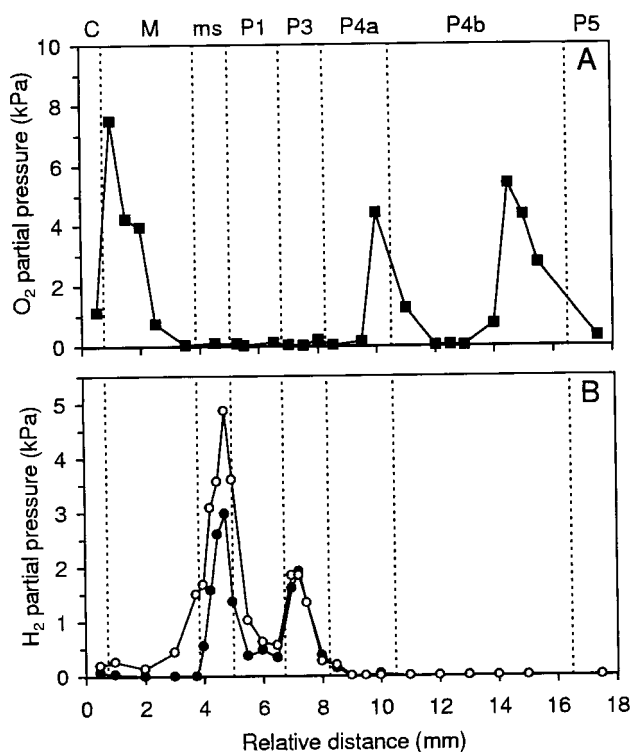 C M ms P1 P3 P4a P4b P5
A
10
8
6
4
2
0
O₂ partial pressure (kPa)
B
5
4
3
2
1
0
H₂ partial pressure (kPa)
0 2 4 6 8 10 12 14 16 18
Relative distance (mm)